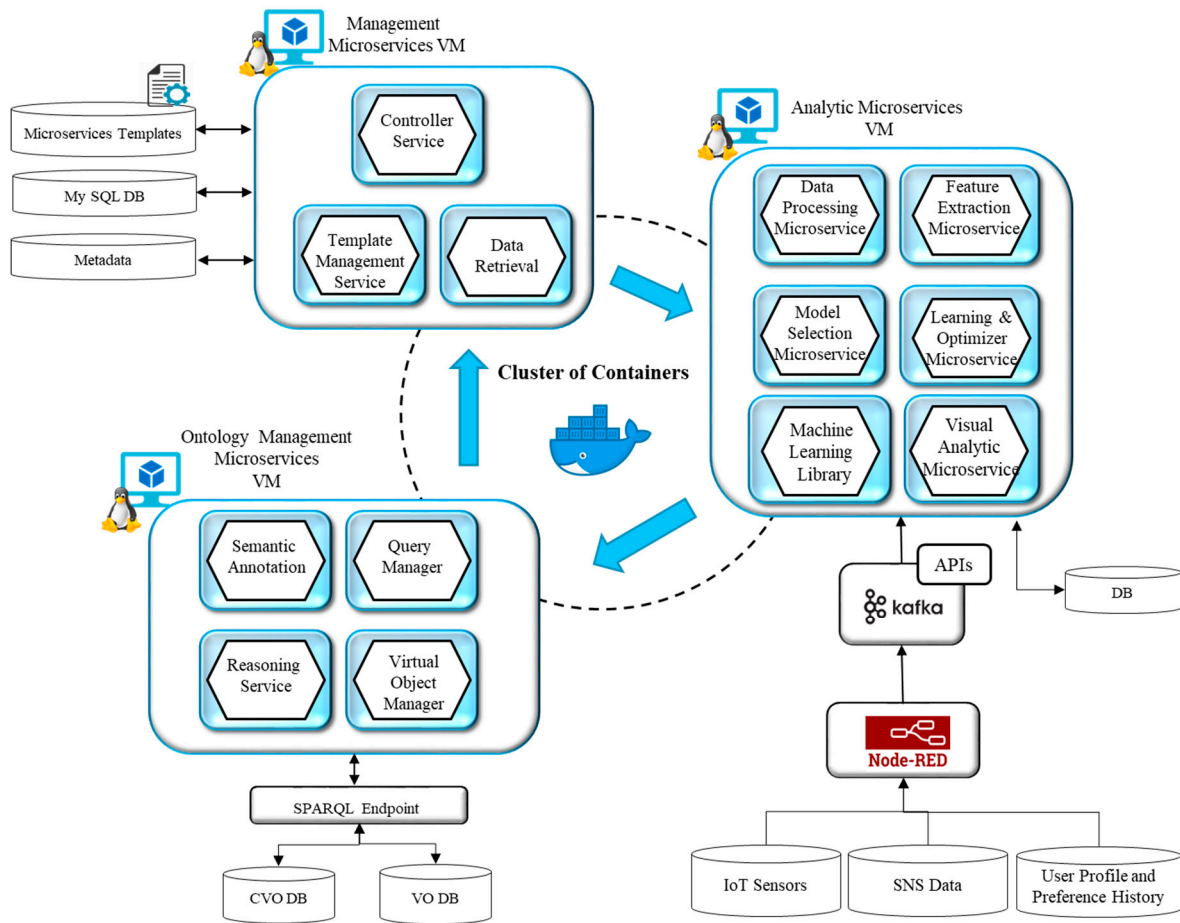 Management
Microservices VM
Microservices Templates
My SQL DB
Metadata
Controller
Service
Template
Management
Service
Data
Retrieval
Analytic Microservices
VM
Data
Processing
Microservice
Feature
Extraction
Microservice
Model
Selection
Microservice
Learning &
Optimizer
Microservice
Machine
Learning
Library
Visual
Analytic
Microservice
Cluster of Containers
Ontology Management
Microservices
VM
Semantic
Annotation
Query
Manager
Reasoning
Service
Virtual
Object
Manager
SPARQL Endpoint
CVO DB
VO DB
APIs
kafka
DB
Node-RED
IoT Sensors
SNS Data
User Profile and
Preference History